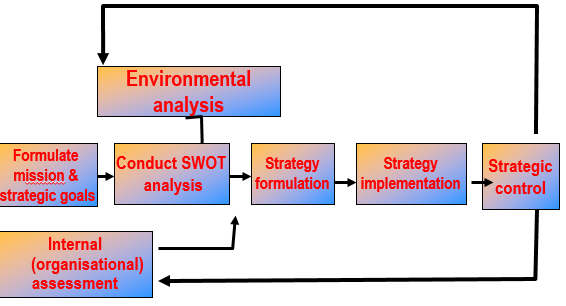 Environmental
analysis
Formulate
mission &
strategic goals
Conduct SWOT
analysis
Strategy
formulation
Strategy
implementation
Strategic
control
Internal
(organisational)
assessment